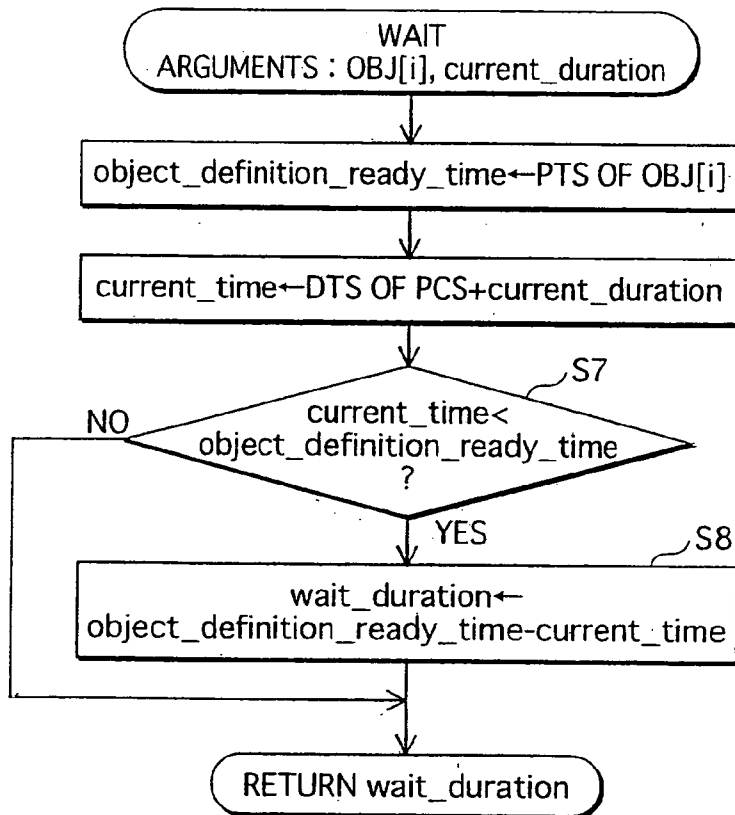 WAIT
ARGUMENTS : OBJ[i], current_duration
object_definition_ready_time←PTS OF OBJ[i]
current_time←DTS OF PCS+current_duration
S7
NO
current_time<
object_definition_ready_time
?
YES
S8
wait_duration←
object_definition_ready_time-current_time
RETURN wait_duration